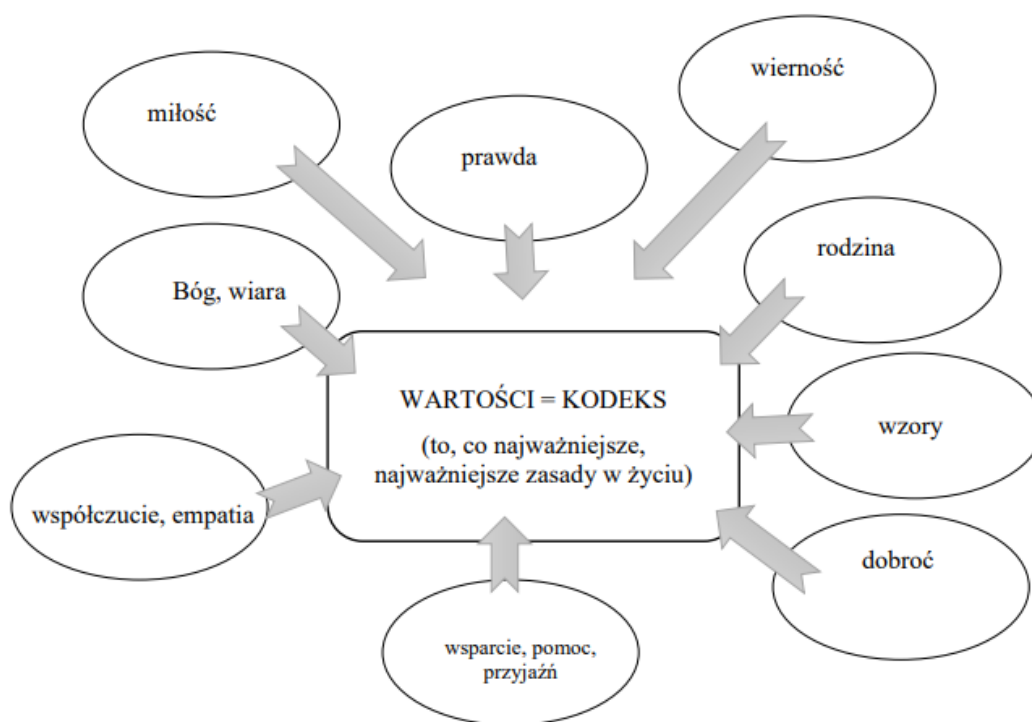 wierność
miłość
prawda
rodzina
Bóg, wiara
WARTOŚCI = KODEKS
(to, co najważniejsze,
najważniejsze zasady w życiu)
wzory
współczucie, empatia
dobroć
wsparcie, pomoc,
przyjaźń